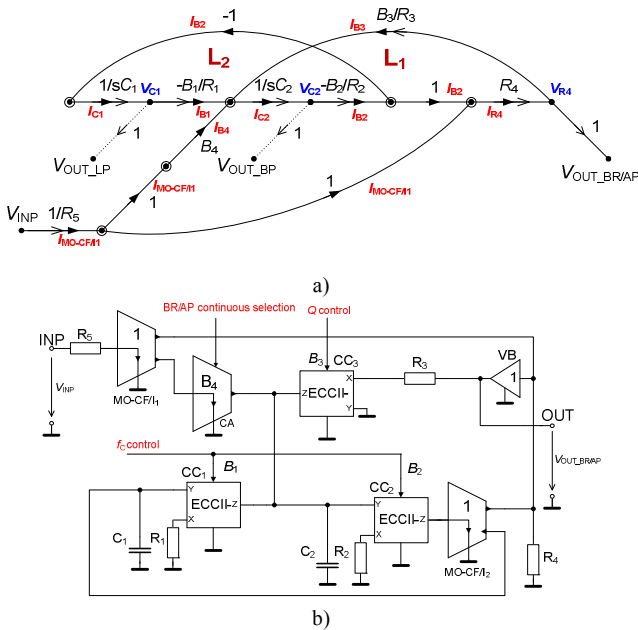 I_B2 -1 I_B3 B_3/R_3
L_2 L_1
1/sC_1 V_C1 -B_1/R_1 1/sC_2 V_C2 -B_2/R_2 1 I_B2 R_4 V_R4
I_C1 I_B1 I_C2 I_B2 I_R4
I_B4
1 B_4 1 1
V_OUT_LP I_MO-CF/I1 V_OUT_BP 1 V_OUT_BR/AP
V_INP 1/R_5 1 I_MO-CF/I1
I_MO-CF/I1
a)
BR/AP continuous selection Q control
INP R_5 1 B_3 CC_3 R_3 VB
B_4 Z ECCII- X Y 1
V_INP MO-CF/I_1 CA OUT
f_C control
CC_1 B_1 CC_2 B_2 1 V_OUT_BR/AP
Y ECCII- Z X Y ECCII- Z X
C_1 R_1 C_2 R_2 MO-CF/I_2 R_4
b)